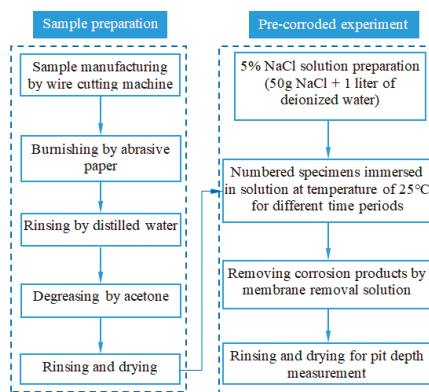 Sample preparation
Sample manufacturing
by wire cutting machine
Burnishing by abrasive
paper
Rinsing by distilled water
Degreasing by acetone
Rinsing and drying
Pre-corroded experiment
5% NaCl solution preparation
(50g NaCl + 1 liter of
deionized water)
Numbered specimens immersed
in solution at temperature of 25°C
for different time periods
Removing corrosion products by
membrane removal solution
Rinsing and drying for pit depth
measurement